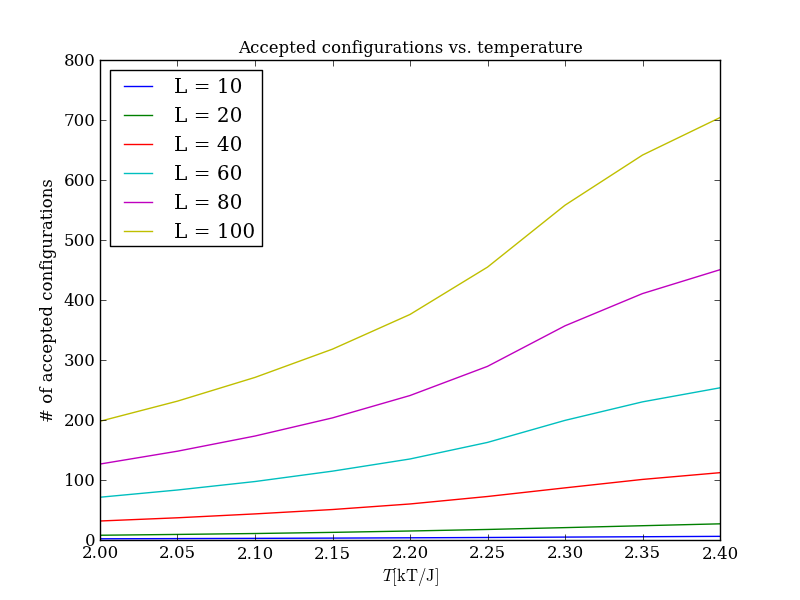 Accepted configurations vs. temperature
800
700
600
500
400
300
200
100
0
# of accepted configurations
L = 10
L = 20
L = 40
L = 60
L = 80
L = 100
2.00 2.05 2.10 2.15 2.20 2.25 2.30 2.35 2.40
T[kT/J]